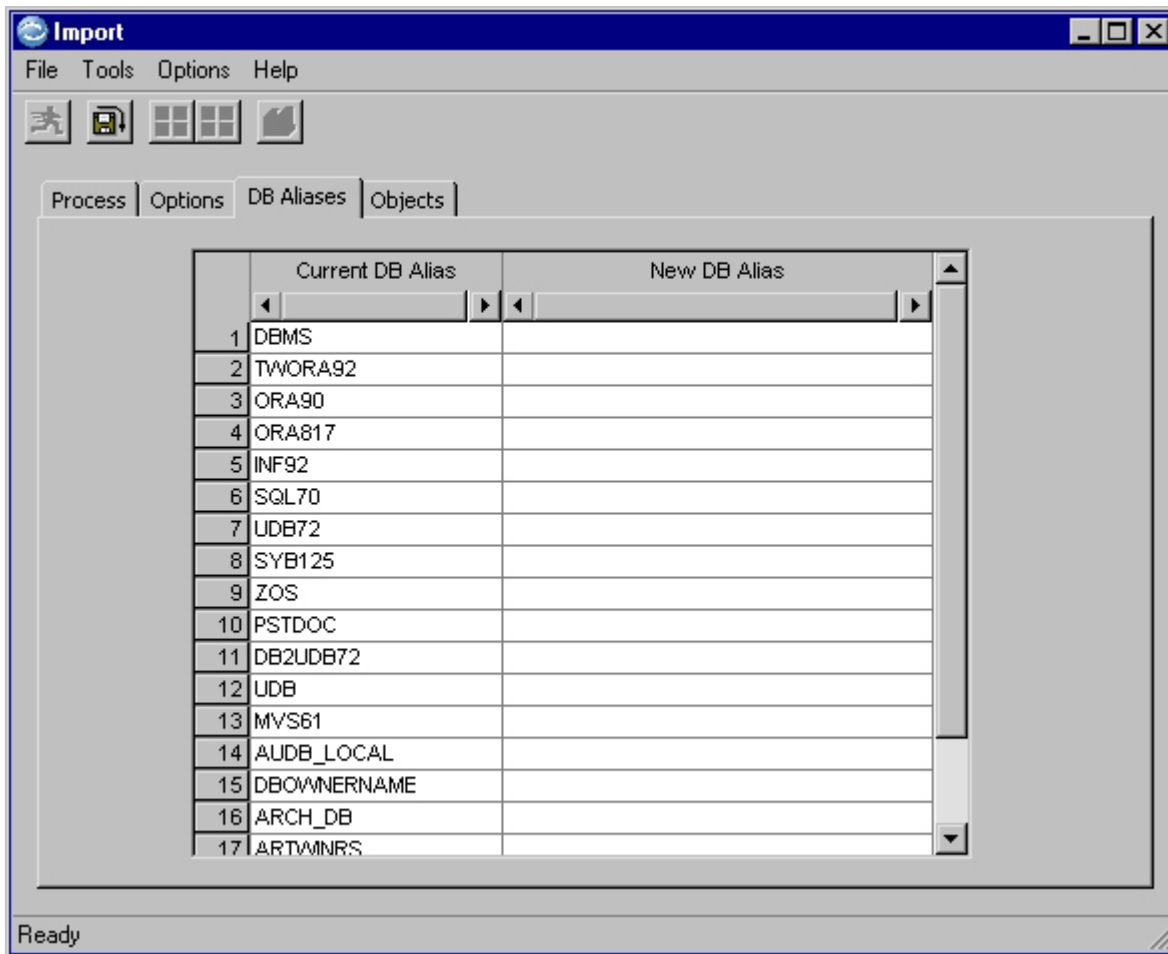 Import
File Tools Options Help
Process Options DB Aliases Objects
Current DB Alias New DB Alias
1 DBMS
2 TWORA92
3 ORA90
4 ORA817
5 INF92
6 SQL70
7 UDB72
8 SYB125
9 ZOS
10 PSTDOC
11 DB2UDB72
12 UDB
13 MVS61
14 AUDB_LOCAL
15 DBOWNERNAME
16 ARCH_DB
17 ARTWINRS
Ready